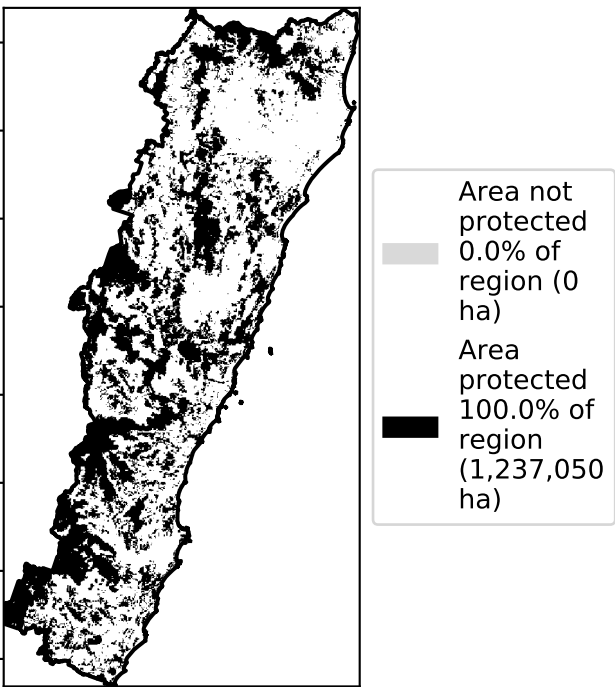 Area not
protected
0.0% of
region (0
ha)
Area
protected
100.0% of
region
(1,237,050
ha)